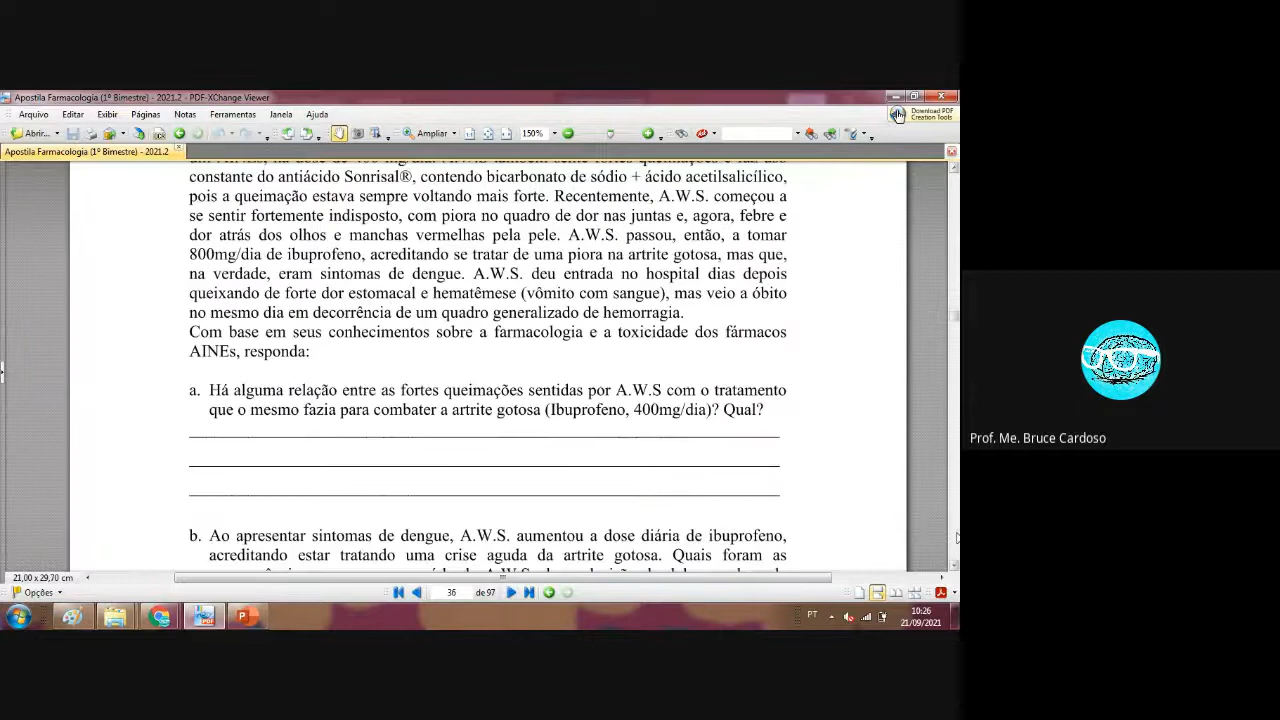 Apostila Farmacologia (1º Bimestre) - 2021.2 - PDF-XChange Viewer
Arquivo Editar Exibir Páginas Notas Ferramentas Janela Ajuda
Download PDF
Creation Tools
Abrir... Ampliar 150%
Apostila Farmacologia (1º Bimestre) - 2021.2
constante do antiácido Sonrisal®, contendo bicarbonato de sódio + ácido acetilsalicílico,
pois a queimação estava sempre voltando mais forte. Recentemente, A.W.S. começou a
se sentir fortemente indisposto, com piora no quadro de dor nas juntas e, agora, febre e
dor atrás dos olhos e manchas vermelhas pela pele. A.W.S. passou, então, a tomar
800mg/dia de ibuprofeno, acreditando se tratar de uma piora na artrite gotosa, mas que,
na verdade, eram sintomas de dengue. A.W.S. deu entrada no hospital dias depois
queixando de forte dor estomacal e hematêmese (vômito com sangue), mas veio a óbito
no mesmo dia em decorrência de um quadro generalizado de hemorragia.
Com base em seus conhecimentos sobre a farmacologia e a toxicidade dos fármacos
AINEs, responda:
a. Há alguma relação entre as fortes queimações sentidas por A.W.S com o tratamento
que o mesmo fazia para combater a artrite gotosa (Ibuprofeno, 400mg/dia)? Qual?
b. Ao apresentar sintomas de dengue, A.W.S. aumentou a dose diária de ibuprofeno,
acreditando estar tratando uma crise aguda da artrite gotosa. Quais foram as
21,00 x 29,70 cm
Opções 36 de 97
PT 10:26
21/09/2021
Prof. Me. Bruce Cardoso